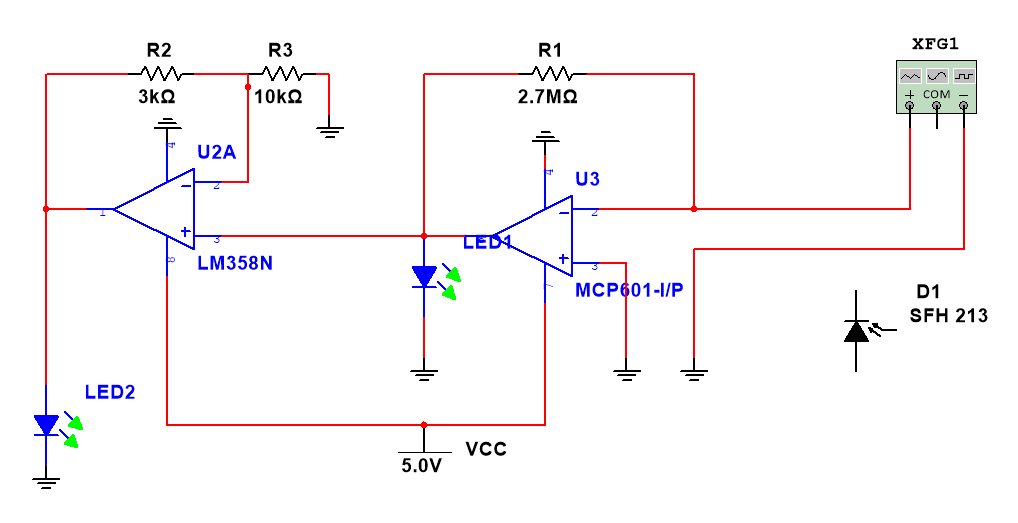 XFG1
R2
R3
R1
3kΩ
10kΩ
2.7MΩ
+ COM −
4
U2A
4
U3
−
2
−
2
1
+
3
LED1
+
3
8
LM358N
7
MCP601-I/P
D1
SFH 213
LED2
VCC
5.0V